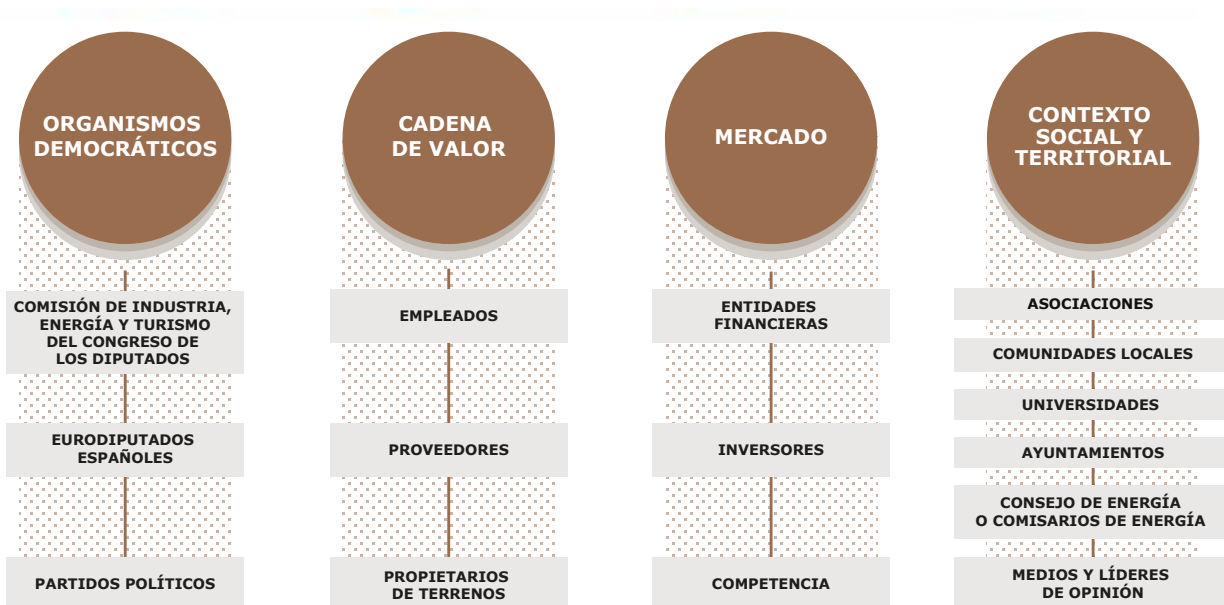 ORGANISMOS
DEMOCRÁTICOS
COMISIÓN DE INDUSTRIA,
ENERGÍA Y TURISMO
DEL CONGRESO DE
LOS DIPUTADOS
EURODIPUTADOS
ESPAÑOLES
PARTIDOS POLÍTICOS
CADENA
DE VALOR
EMPLEADOS
PROVEEDORES
PROPIETARIOS
DE TERRENOS
MERCADO
ENTIDADES
FINANCIERAS
INVERSORES
COMPETENCIA
CONTEXTO
SOCIAL Y
TERRITORIAL
ASOCIACIONES
COMUNIDADES LOCALES
UNIVERSIDADES
AYUNTAMIENTOS
CONSEJO DE ENERGÍA
O COMISARIOS DE ENERGÍA
MEDIOS Y LÍDERES
DE OPINIÓN